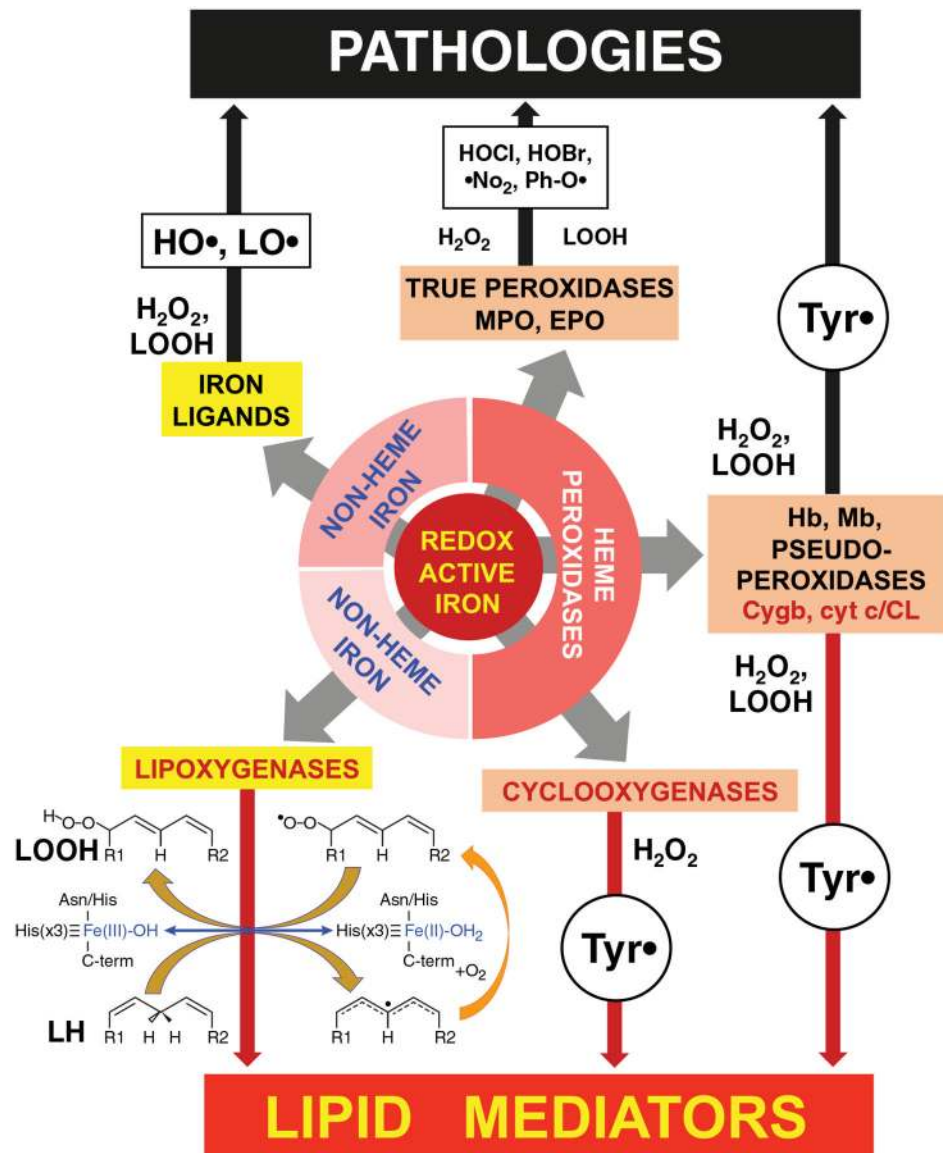 PATHOLOGIES
HOCl, HOBr,
•No₂, Ph-O•
HO•, LO•
H₂O₂
LOOH
H₂O₂,
LOOH
TRUE PEROXIDASES
MPO, EPO
Tyr•
IRON
LIGANDS
H₂O₂,
LOOH
NON-HEME
IRON
HEME
PEROXIDASES
REDOX
ACTIVE
IRON
Hb, Mb,
PSEUDO-
PEROXIDASES
Cygb, cyt c/CL
NON-HEME
IRON
H₂O₂,
LOOH
LIPOXYGENASES
CYCLOOXYGENASES
H
O-O
LOOH
R1 H R2
•O-O
R1 H R2
H₂O₂
Tyr•
Asn/His
His(x3)≡Fe(III)-OH
C-term
Asn/His
His(x3)≡Fe(II)-OH₂
C-term
+O₂
Tyr•
LH
R1 H H R2
•
R1 H R2
LIPID MEDIATORS